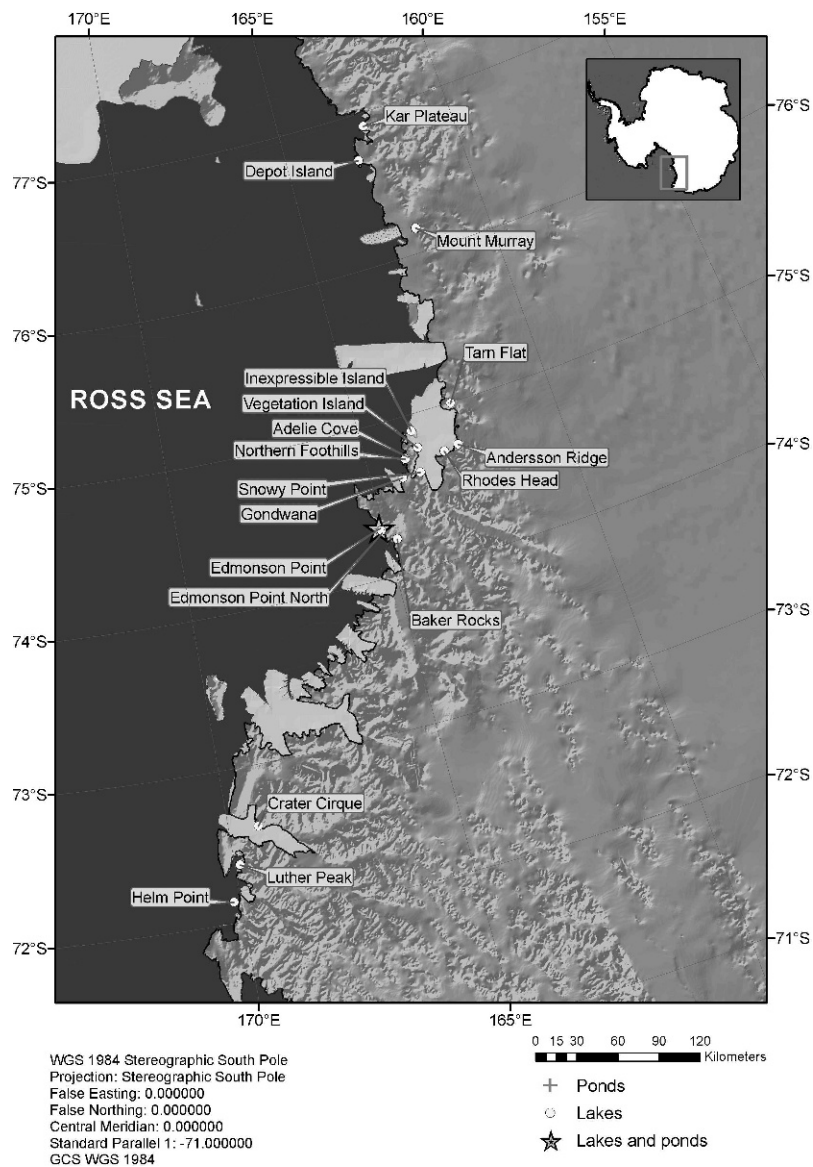 170°E
165°E
160°E
155°E
76°S
Kar Plateau
77°S
Depot Island
Mount Murray
75°S
76°S
Tarn Flat
Inexpressible Island
ROSS SEA
Vegetation Island
Adelie Cove
74°S
Northern Foothills
Andersson Ridge
75°S
Rhodes Head
Snowy Point
Gondwana
Edmonson Point
Edmonson Point North
73°S
Baker Rocks
74°S
72°S
73°S
Crater Cirque
Luther Peak
Helm Point
71°S
72°S
170°E
165°E
WGS 1984 Stereographic South Pole
Projection: Stereographic South Pole
False Easting: 0.000000
False Northing: 0.000000
Central Meridian: 0.000000
Standard Parallel 1: -71.000000
GCS WGS 1984
0 15 30 60 90 120
Kilometers
Ponds
Lakes
Lakes and ponds